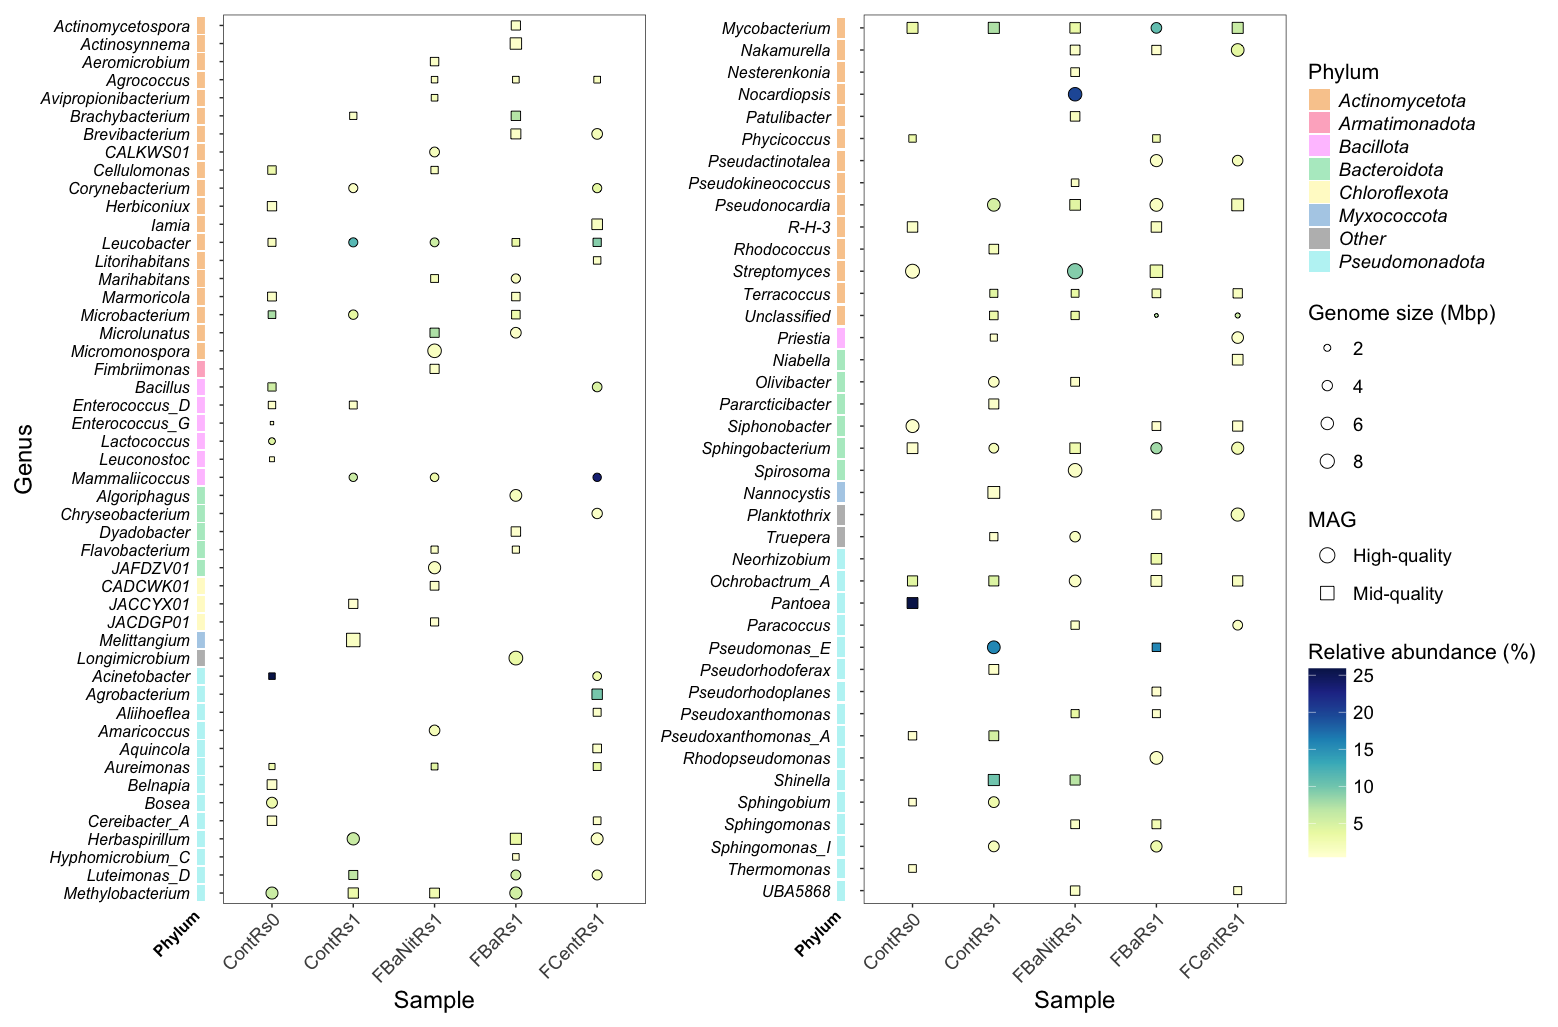 Genus
Actinomycetospora
Actinosynnema
Aeromicrobium
Agrococcus
Avipropionibacterium
Brachybacterium
Brevibacterium
CALKWS01
Cellulomonas
Corynebacterium
Herbiconiux
Iamia
Leucobacter
Litorihabitans
Marihabitans
Marmoricola
Microbacterium
Microlunatus
Micromonospora
Fimbriimonas
Bacillus
Enterococcus_D
Enterococcus_G
Lactococcus
Leuconostoc
Mammaliicoccus
Algoriphagus
Chryseobacterium
Dyadobacter
Flavobacterium
JAFDZV01
CADCWK01
JACCYX01
JACDGP01
Melittangium
Longimicrobium
Acinetobacter
Agrobacterium
Aliihoeflea
Amaricoccus
Aquincola
Aureimonas
Belnapia
Bosea
Cereibacter_A
Herbaspirillum
Hyphomicrobium_C
Luteimonas_D
Methylobacterium
Phylum
ContRs0
ContRs1
FBaNitRs1
FBaRs1
FCentRs1
Sample
Mycobacterium
Nakamurella
Nesterenkonia
Nocardiopsis
Patulibacter
Phycicoccus
Pseudactinotalea
Pseudokineococcus
Pseudonocardia
R-H-3
Rhodococcus
Streptomyces
Terracoccus
Unclassified
Priestia
Niabella
Olivibacter
Pararcticibacter
Siphonobacter
Sphingobacterium
Spirosoma
Nannocystis
Planktothrix
Truepera
Neorhizobium
Ochrobactrum_A
Pantoea
Paracoccus
Pseudomonas_E
Pseudorhodoferax
Pseudorhodoplanes
Pseudoxanthomonas
Pseudoxanthomonas_A
Rhodopseudomonas
Shinella
Sphingobium
Sphingomonas
Sphingomonas_I
Thermomonas
UBA5868
Phylum
ContRs0
ContRs1
FBaNitRs1
FBaRs1
FCentRs1
Sample
Phylum
Actinomycetota
Armatimonadota
Bacillota
Bacteroidota
Chloroflexota
Myxococcota
Other
Pseudomonadota
Genome size (Mbp)
2
4
6
8
MAG
High-quality
Mid-quality
Relative abundance (%)
25
20
15
10
5